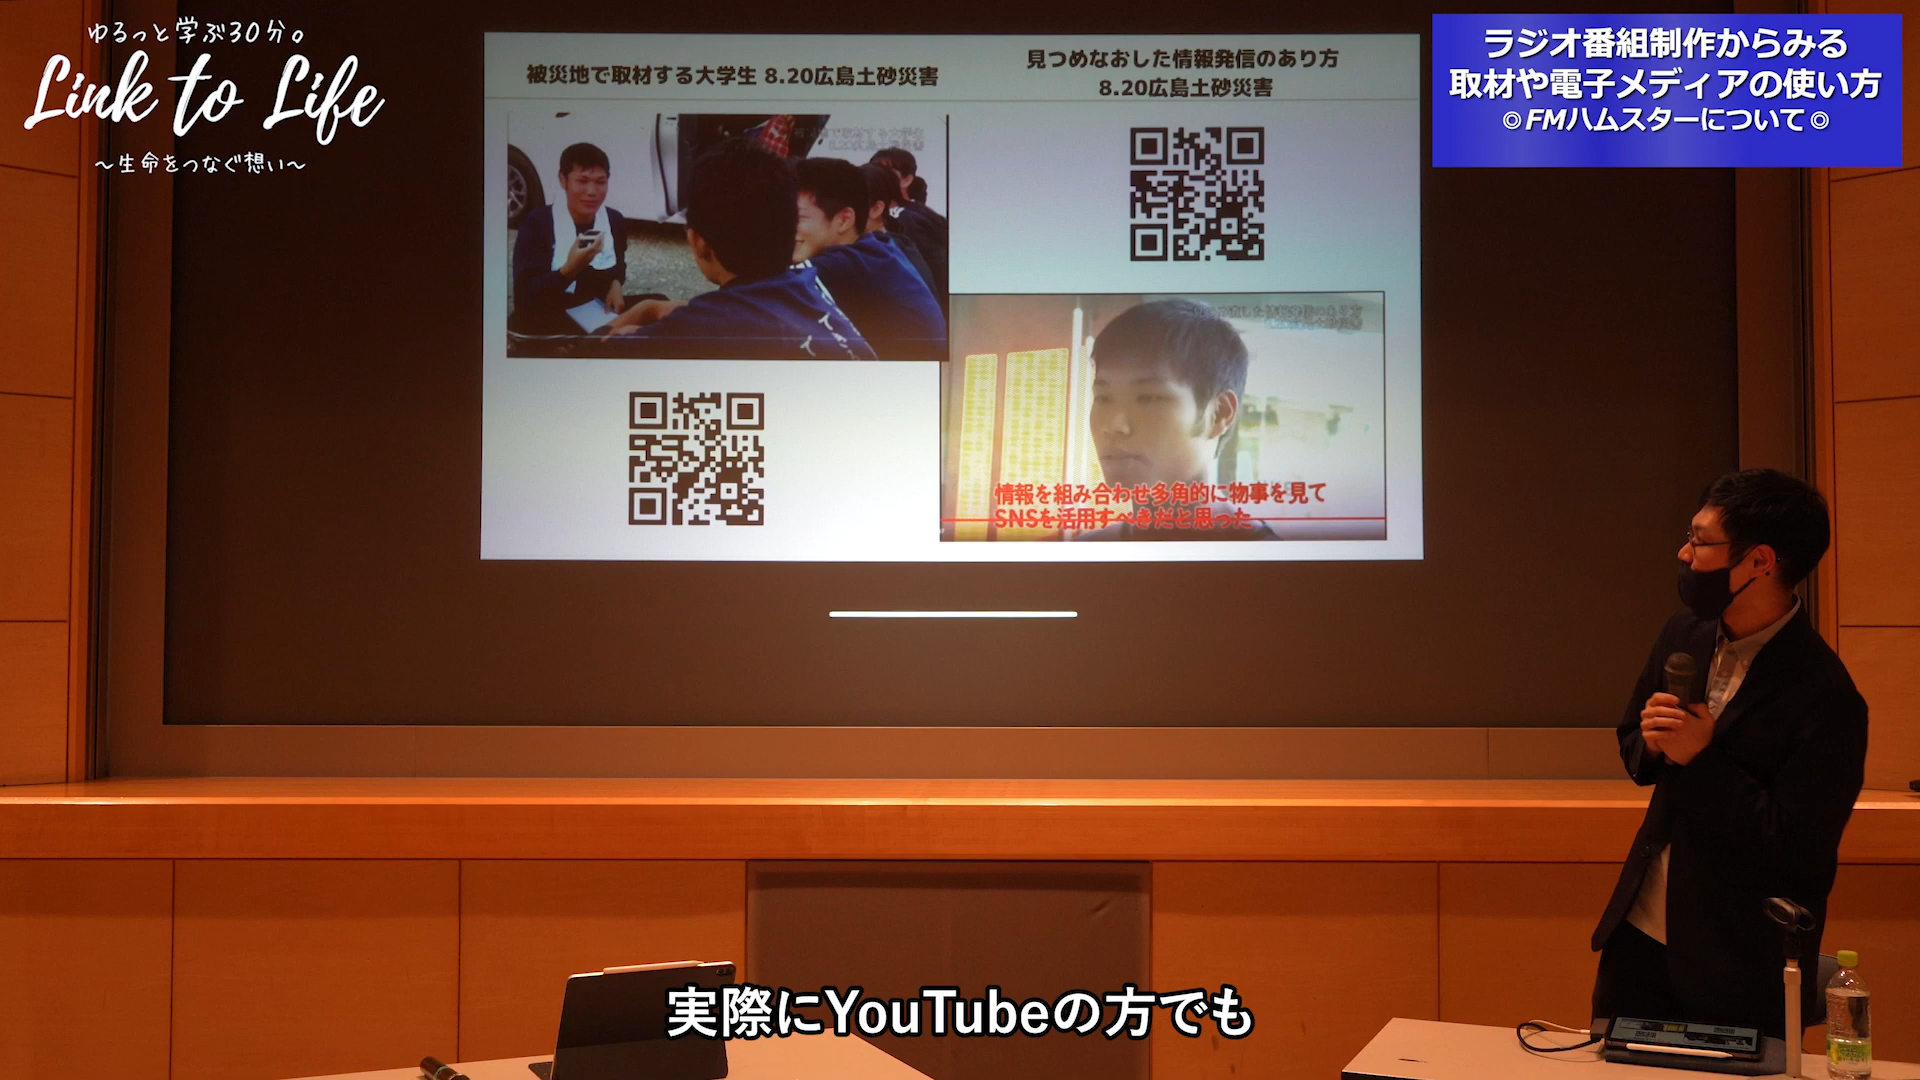 ゆるっと学ぶ30分。
Link to Life
～生命をつなぐ想い～
ラジオ番組制作からみる
取材や電子メディアの使い方
◎FMハムスターについて◎
被災地で取材する大学生 8.20広島土砂災害
見つめなおした情報発信のあり方
8.20広島土砂災害
情報を組み合わせ多角的に物事を見て
SNSを活用すべきだと思った
実際にYouTubeの方でも